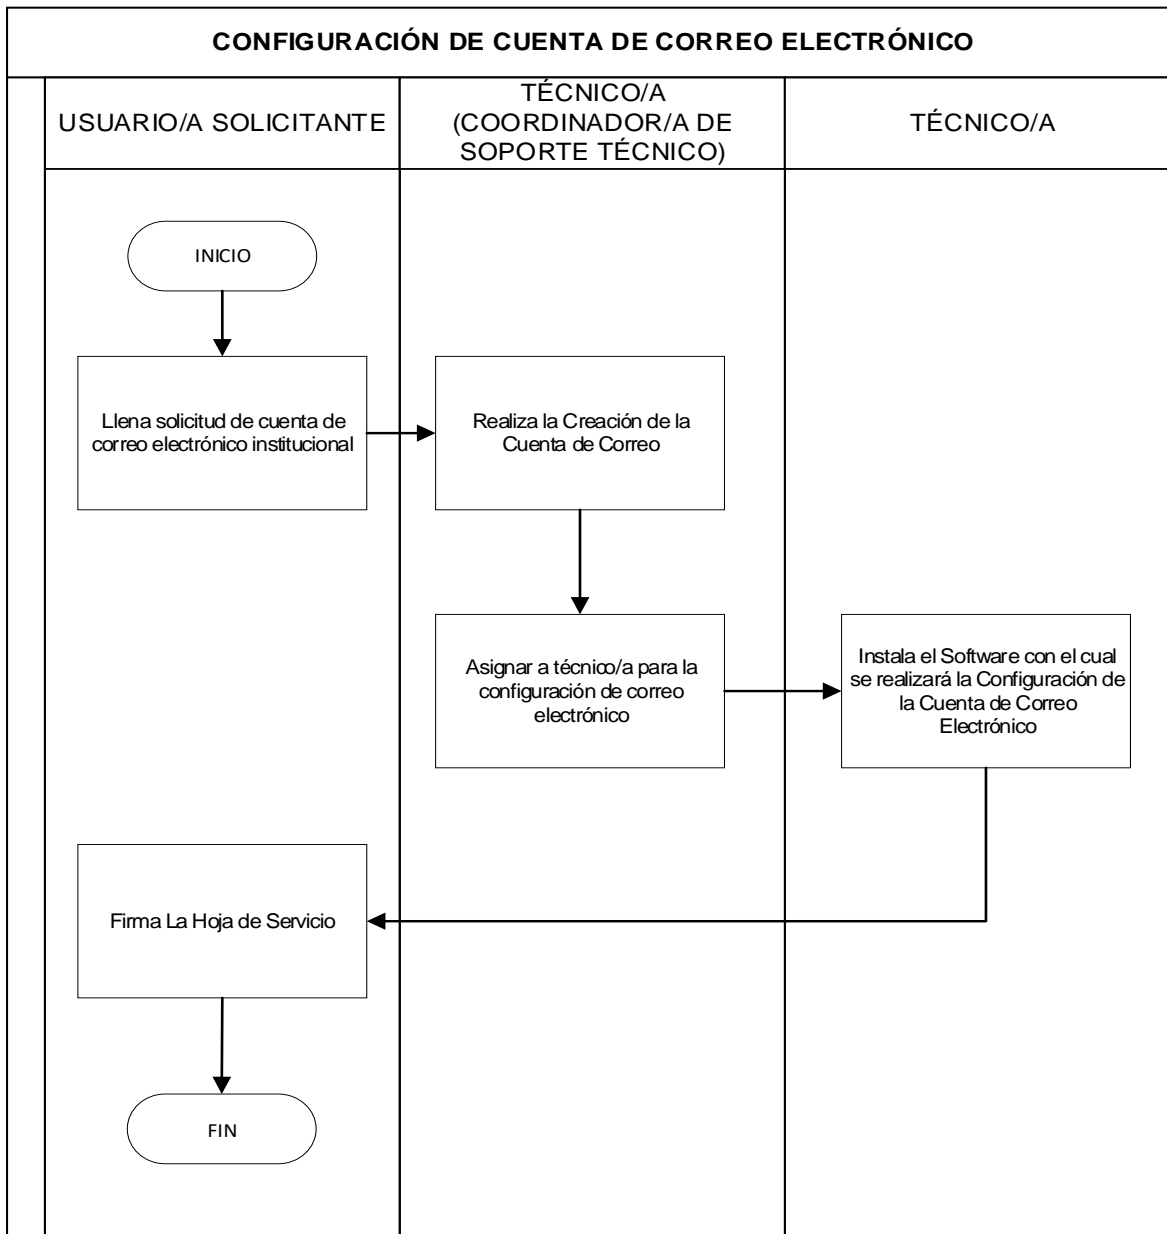 CONFIGURACIÓN DE CUENTA DE CORREO ELECTRÓNICO
USUARIO/A SOLICITANTE
TÉCNICO/A
(COORDINADOR/A DE
SOPORTE TÉCNICO)
TÉCNICO/A
INICIO
Llena solicitud de cuenta de
correo electrónico institucional
Realiza la Creación de la
Cuenta de Correo
Asignar a técnico/a para la
configuración de correo
electrónico
Instala el Software con el cual
se realizará la Configuración de
la Cuenta de Correo
Electrónico
Firma La Hoja de Servicio
FIN